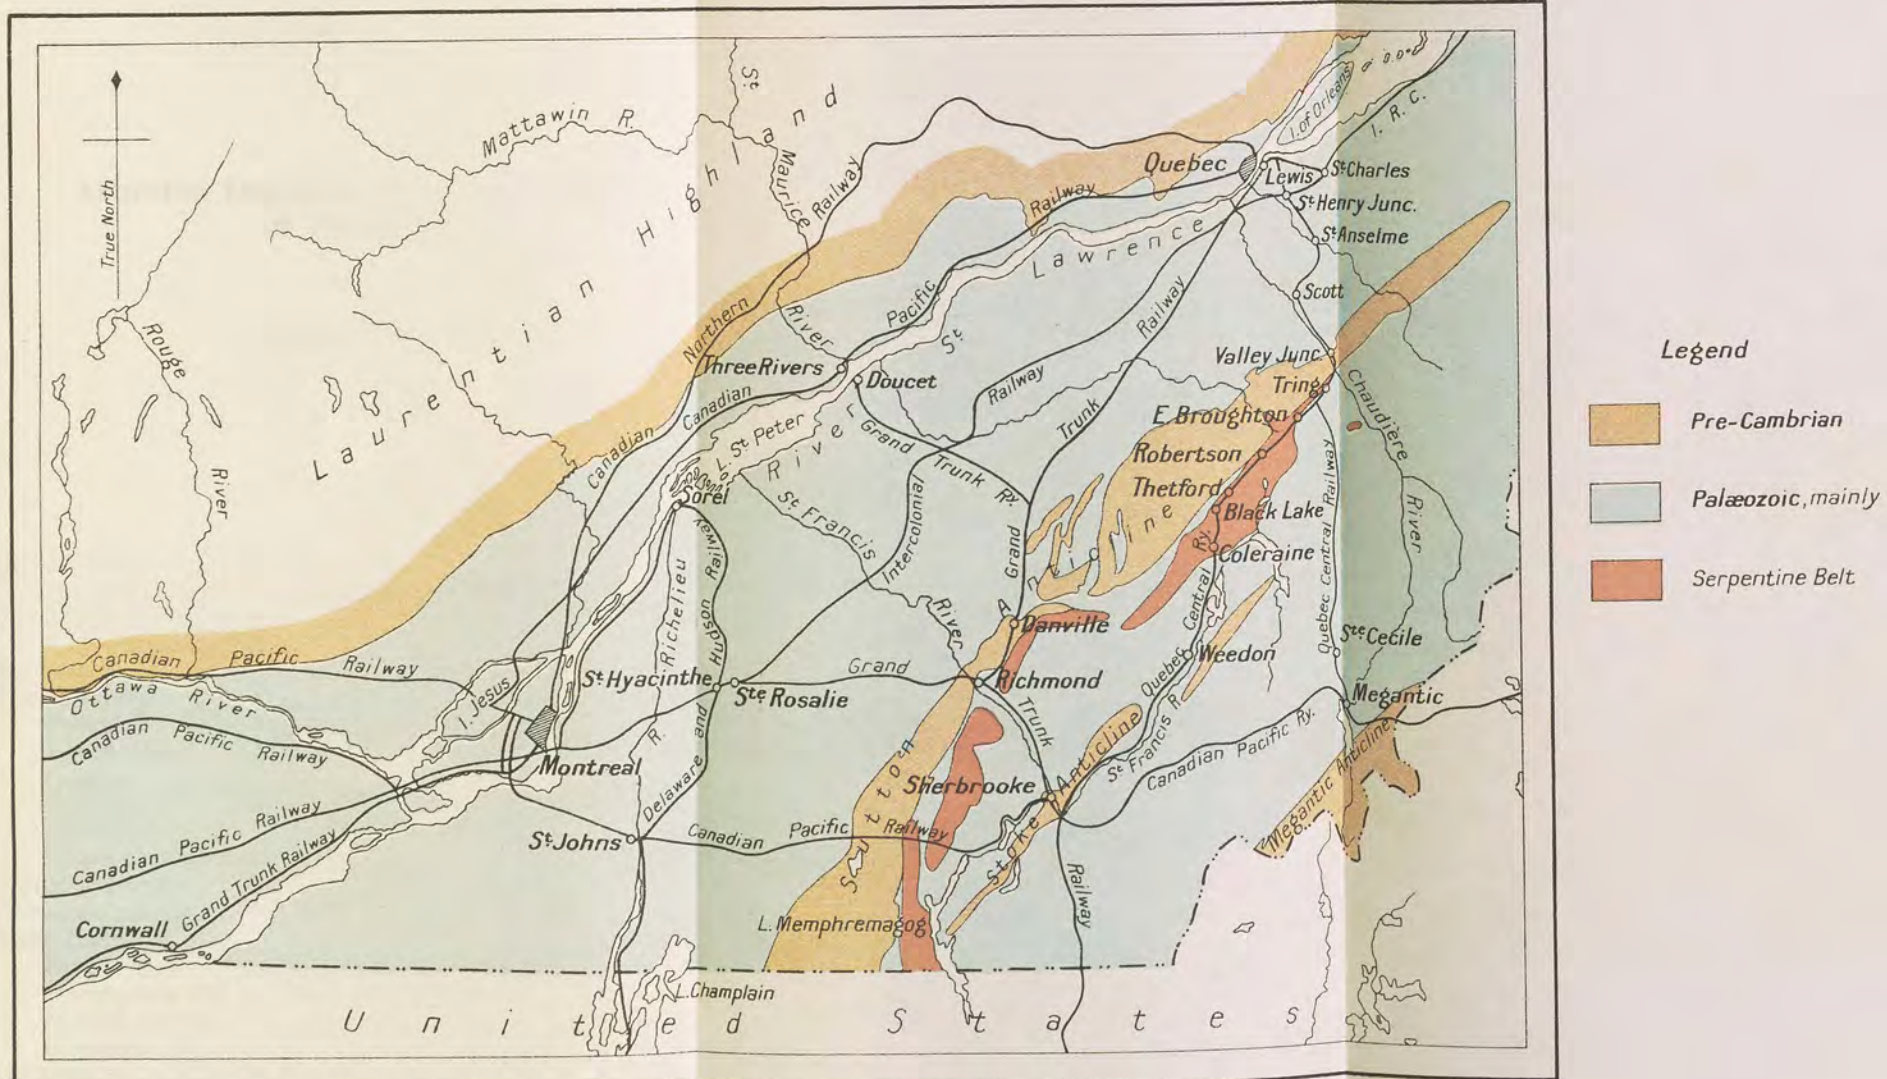 True North
Mattawin R.
St. Maurice River
Laurentian Highland
Rouge River
Canadian Northern Railway
Canadian Pacific Railway
Quebec
Lewis
I. of Orleans
I. R. C.
St. Charles
St. Henry Junc.
St. Anselme
Scott
Valley Junc.
Tring
E. Broughton
Robertson
Thetford
Black Lake
Coleraine
Chaudière River
Quebec Central Railway
St. Lawrence River
Three Rivers
Doucet
L. St. Peter
Sorel
Grand Trunk Ry.
Intercolonial Railway
Grand Trunk Railway
St. Francis River
Richelieu R.
Delaware and Hudson Railway
St. Hyacinthe
Ste. Rosalie
Grand Trunk Railway
Danville
Richmond
Quebec Central Ry.
Weedon
Ste. Cecile
Megantic
Megantic Anticline
Canadian Pacific Ry.
St. Francis R.
Sherbrooke
Stoke Anticline
Sutton Anticline
L. Memphremagog
Canadian Pacific Railway
Ottawa River
I. Jesus
Montreal
Canadian Pacific Railway
Canadian Pacific Railway
Grand Trunk Railway
St. Johns
Canadian Pacific Railway
Cornwall
L. Champlain
United States
Legend
Pre-Cambrian
Palæozoic, mainly
Serpentine Belt